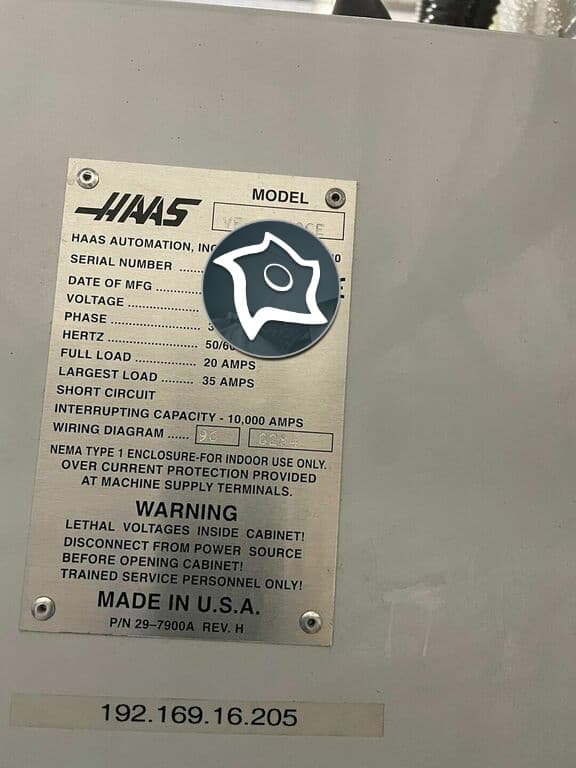 HAAS
MODEL
HAAS AUTOMATION, INC
SERIAL NUMBER ......
DATE OF MFG ......
VOLTAGE ......
PHASE ...... 3
HERTZ ...... 50/60
FULL LOAD ...... 20 AMPS
LARGEST LOAD ...... 35 AMPS
SHORT CIRCUIT
INTERRUPTING CAPACITY - 10,000 AMPS
WIRING DIAGRAM ......
NEMA TYPE 1 ENCLOSURE-FOR INDOOR USE ONLY.
OVER CURRENT PROTECTION PROVIDED
AT MACHINE SUPPLY TERMINALS.
WARNING
LETHAL VOLTAGES INSIDE CABINET!
DISCONNECT FROM POWER SOURCE
BEFORE OPENING CABINET!
TRAINED SERVICE PERSONNEL ONLY!
MADE IN U.S.A.
P/N 29-7900A REV. H
192.169.16.205